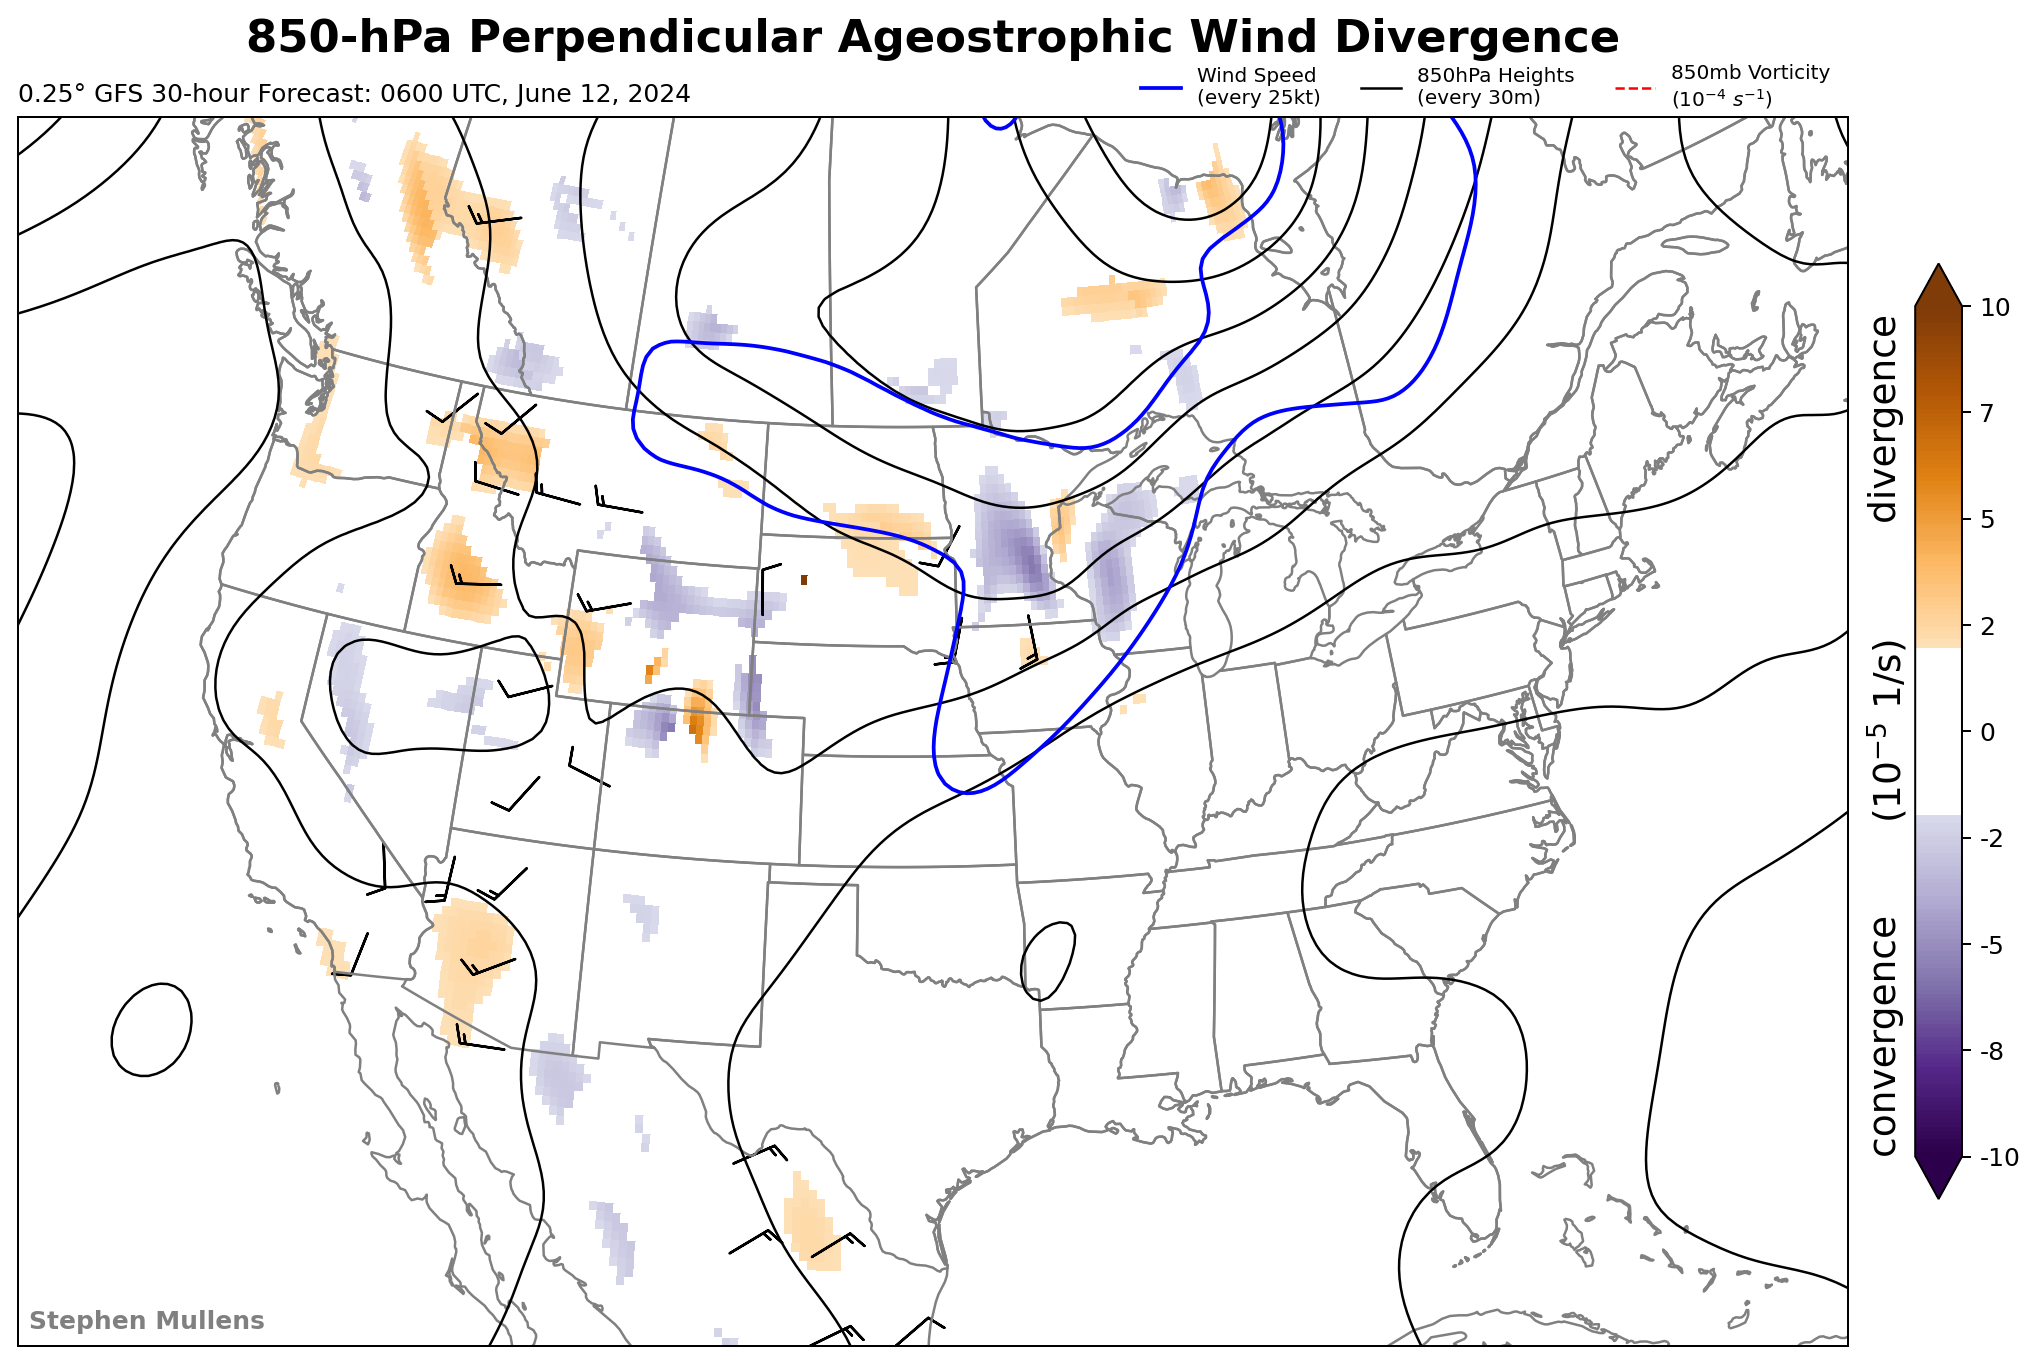 850-hPa Perpendicular Ageostrophic Wind Divergence
0.25° GFS 30-hour Forecast: 0600 UTC, June 12, 2024
Wind Speed
(every 25kt)
850hPa Heights
(every 30m)
850mb Vorticity
(10⁻⁴ s⁻¹)
10
7
5
2
0
-2
-5
-8
-10
convergence (10⁻⁵ 1/s) divergence
Stephen Mullens